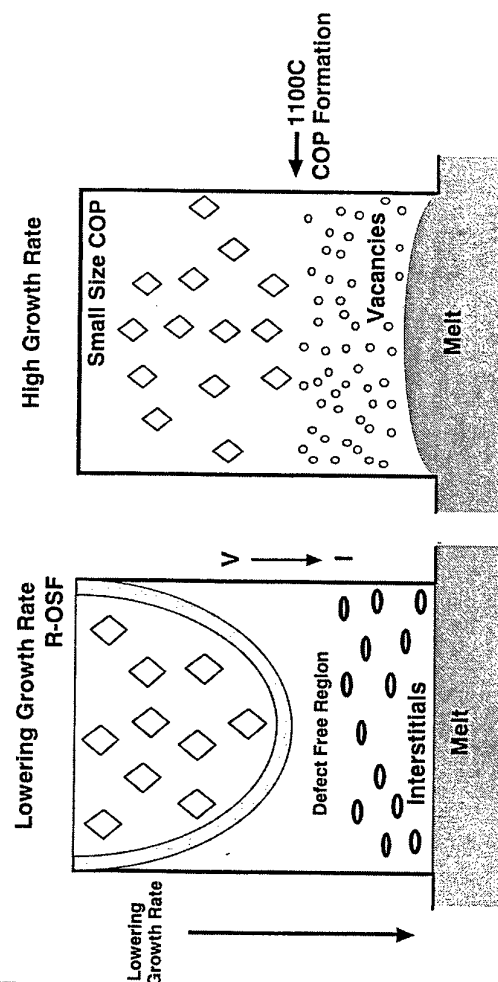 Lowering Growth Rate
R-OSF
Lowering
Growth Rate
V
I
Defect Free Region
Interstitials
Melt
High Growth Rate
Small Size COP
1100C
COP Formation
Vacancies
Melt